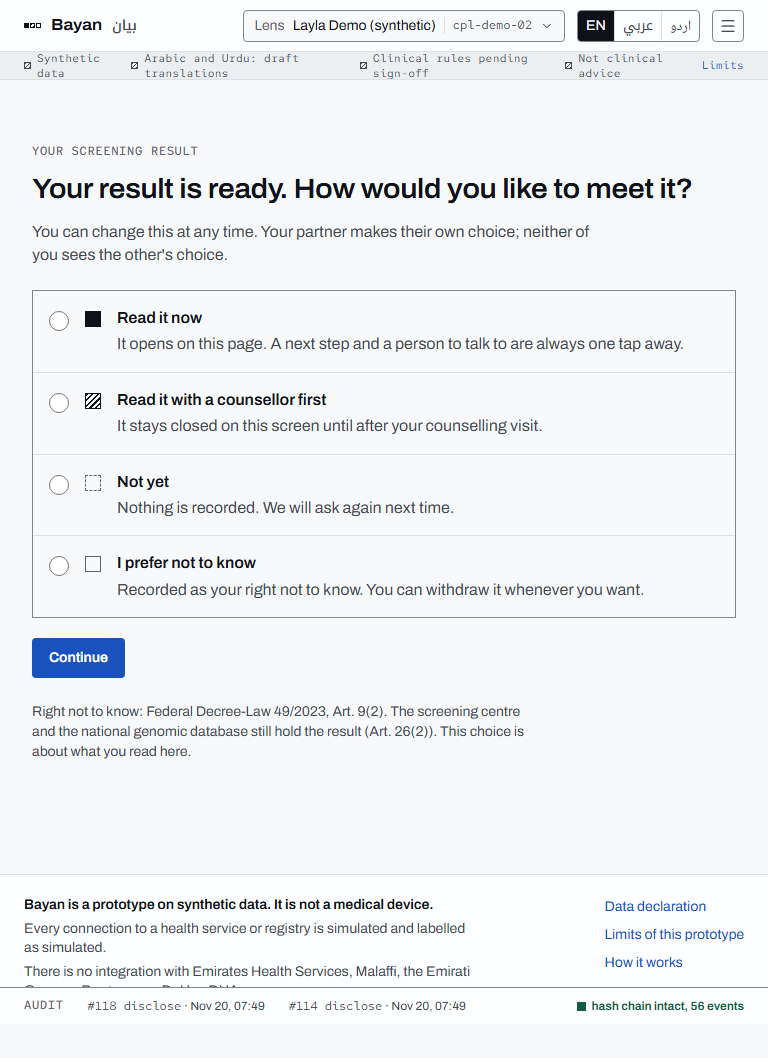 Bayan بيان
Lens Layla Demo (synthetic) cpl-demo-02
EN عربي اردو
Synthetic data
Arabic and Urdu: draft translations
Clinical rules pending sign-off
Not clinical advice
Limits
YOUR SCREENING RESULT
Your result is ready. How would you like to meet it?
You can change this at any time. Your partner makes their own choice; neither of
you sees the other's choice.
Read it now
It opens on this page. A next step and a person to talk to are always one tap away.
Read it with a counsellor first
It stays closed on this screen until after your counselling visit.
Not yet
Nothing is recorded. We will ask again next time.
I prefer not to know
Recorded as your right not to know. You can withdraw it whenever you want.
Continue
Right not to know: Federal Decree-Law 49/2023, Art. 9(2). The screening centre
and the national genomic database still hold the result (Art. 26(2)). This choice is
about what you read here.
Bayan is a prototype on synthetic data. It is not a medical device.
Every connection to a health service or registry is simulated and labelled
as simulated.
There is no integration with Emirates Health Services, Malaffi, the Emirati
Data declaration
Limits of this prototype
How it works
AUDIT #118 disclose · Nov 20, 07:49 #114 disclose · Nov 20, 07:49 hash chain intact, 56 events